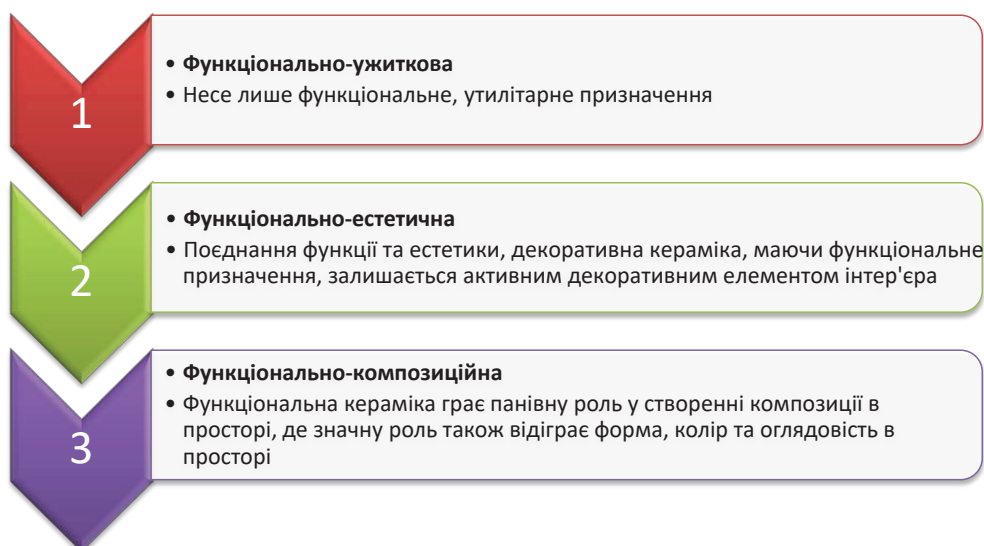 1
• Функціонально-ужиткова
• Несе лише функціональне, утилітарне призначення
2
• Функціонально-естетична
• Поєднання функції та естетики, декоративна кераміка, маючи функціональне
призначення, залишається активним декоративним елементом інтер'єра
3
• Функціонально-композиційна
• Функціональна кераміка грає панівну роль у створенні композиції в
просторі, де значну роль також відіграє форма, колір та оглядовість в
просторі